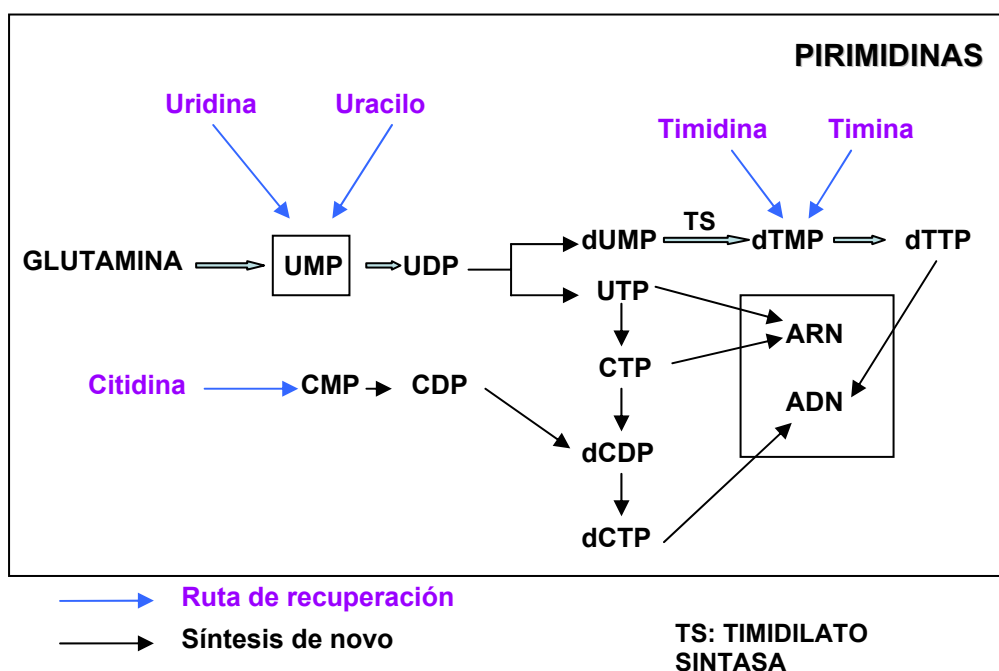 PIRIMIDINAS
Uridina Uracilo
Timidina Timina
TS
GLUTAMINA UMP UDP dUMP dTMP dTTP
UTP
ARN
CTP
Citidina CMP CDP
ADN
dCDP
dCTP
Ruta de recuperación
Síntesis de novo
TS: TIMIDILATO
SINTASA